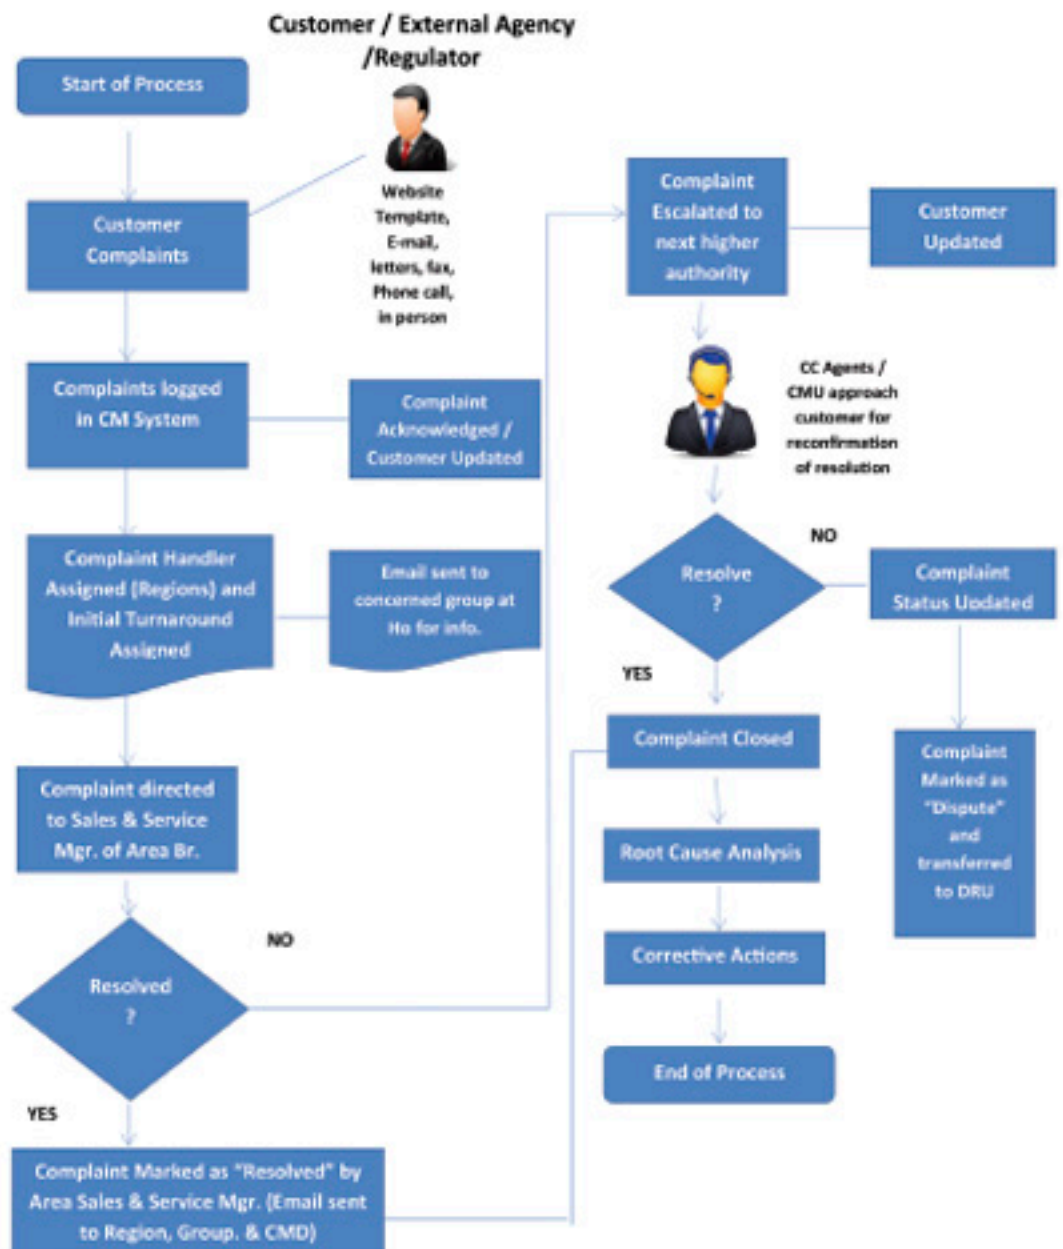 Customer / External Agency
/Regulator
Start of Process
Customer
Complaints
Website
Template,
E-mail,
letters, fax,
Phone call,
in person
Complaints logged
in CM System
Complaint
Acknowledged /
Customer Updated
Complaint Handler
Assigned (Regions) and
Initial Turnaround
Assigned
Email sent to
concerned group at
Ho for info.
Complaint directed
to Sales & Service
Mgr. of Area Br.
Resolved
?
NO
YES
Complaint Marked as "Resolved" by
Area Sales & Service Mgr. (Email sent
to Region, Group. & CMD)
Complaint
Escalated to
next higher
authority
Customer
Updated
CC Agents /
CMU approach
customer for
reconfirmation
of resolution
Resolve
?
NO
Complaint
Status Updated
YES
Complaint Closed
Complaint
Marked as
"Dispute"
and
transferred
to DRU
Root Cause Analysis
Corrective Actions
End of Process